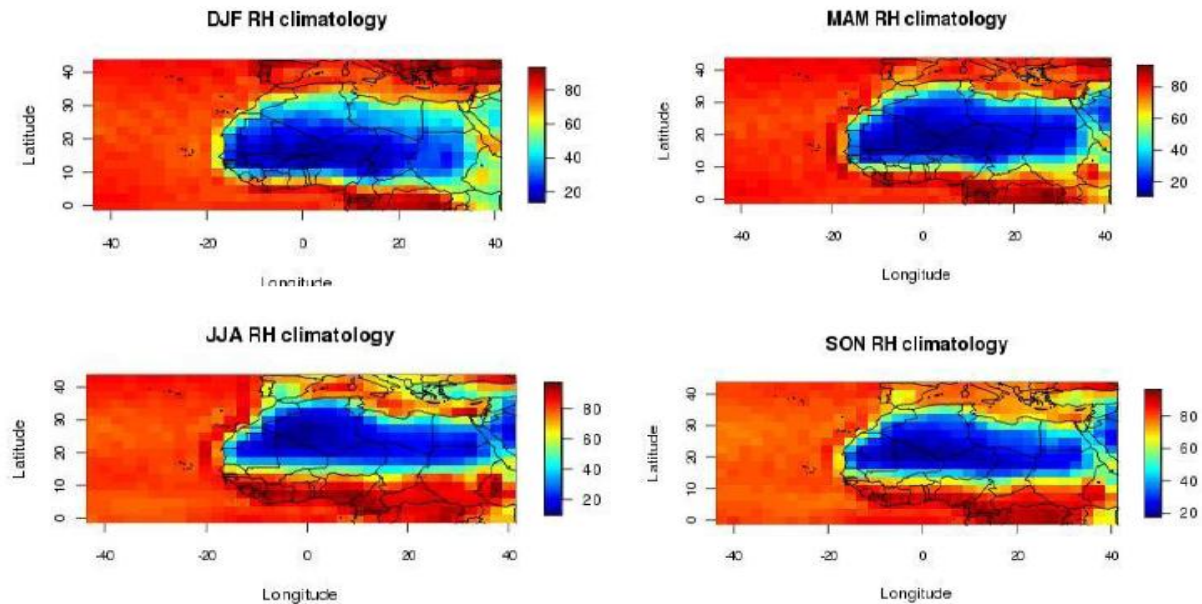 DJF RH climatology
Latitude
0 10 20 30 40
-40 -20 0 20 40
Longitude
20 40 60 80
MAM RH climatology
Latitude
0 10 20 30 40
-40 -20 0 20 40
Longitude
20 40 60 80
JJA RH climatology
Latitude
0 10 20 30 40
-40 -20 0 20 40
Longitude
20 40 60 80
SON RH climatology
Latitude
0 10 20 30 40
-40 -20 0 20 40
Longitude
20 40 60 80